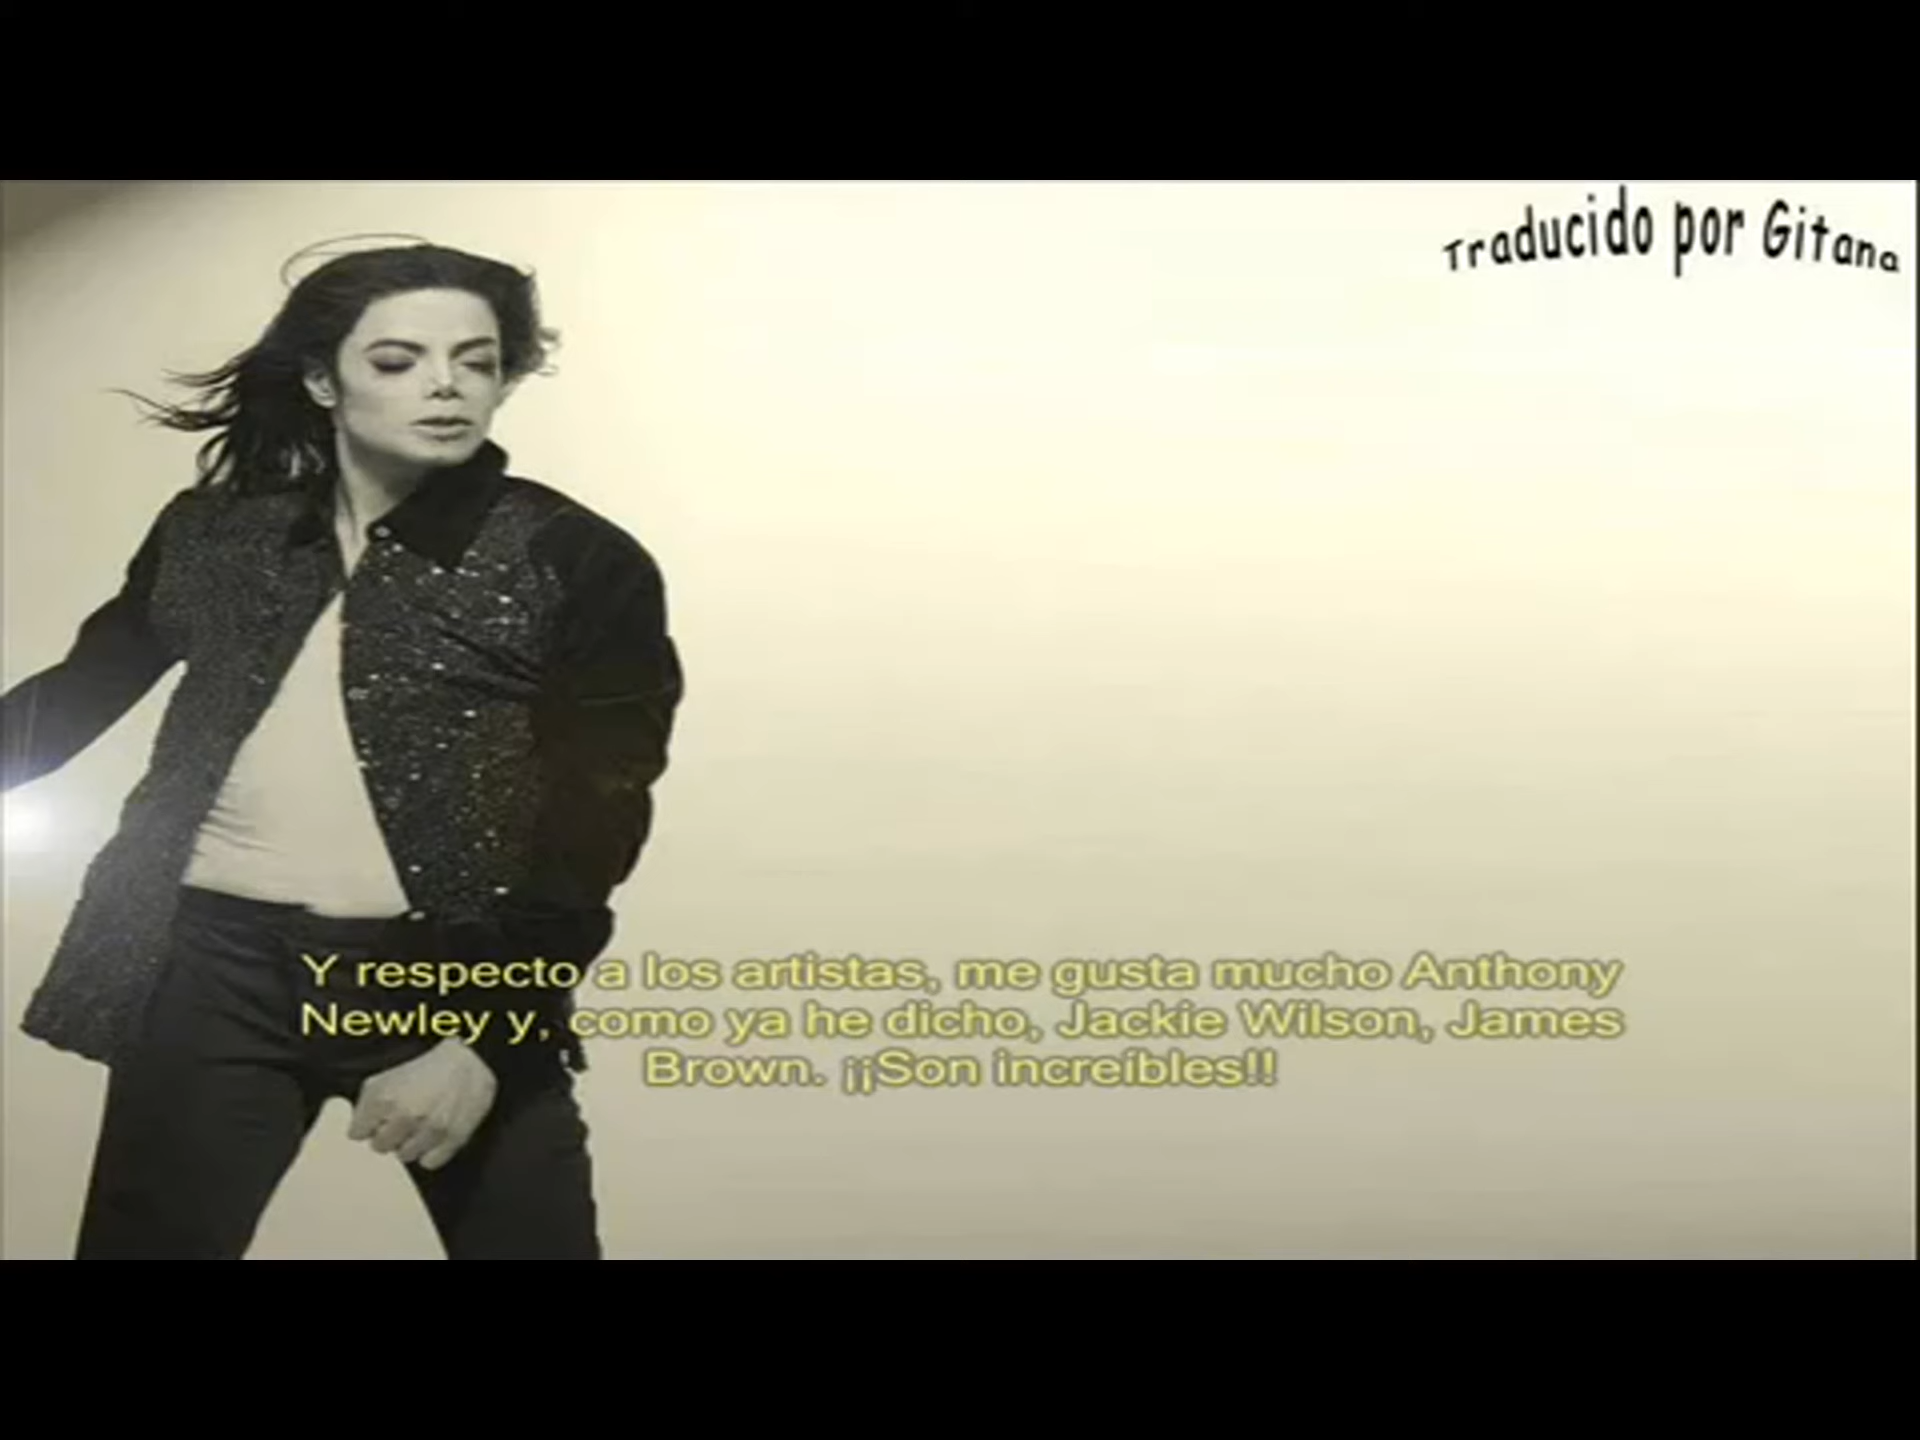 Traducido por Gitana
Y respecto a los artistas, me gusta mucho Anthony
Newley y, como ya he dicho, Jackie Wilson, James
Brown. ¡¡Son increíbles!!